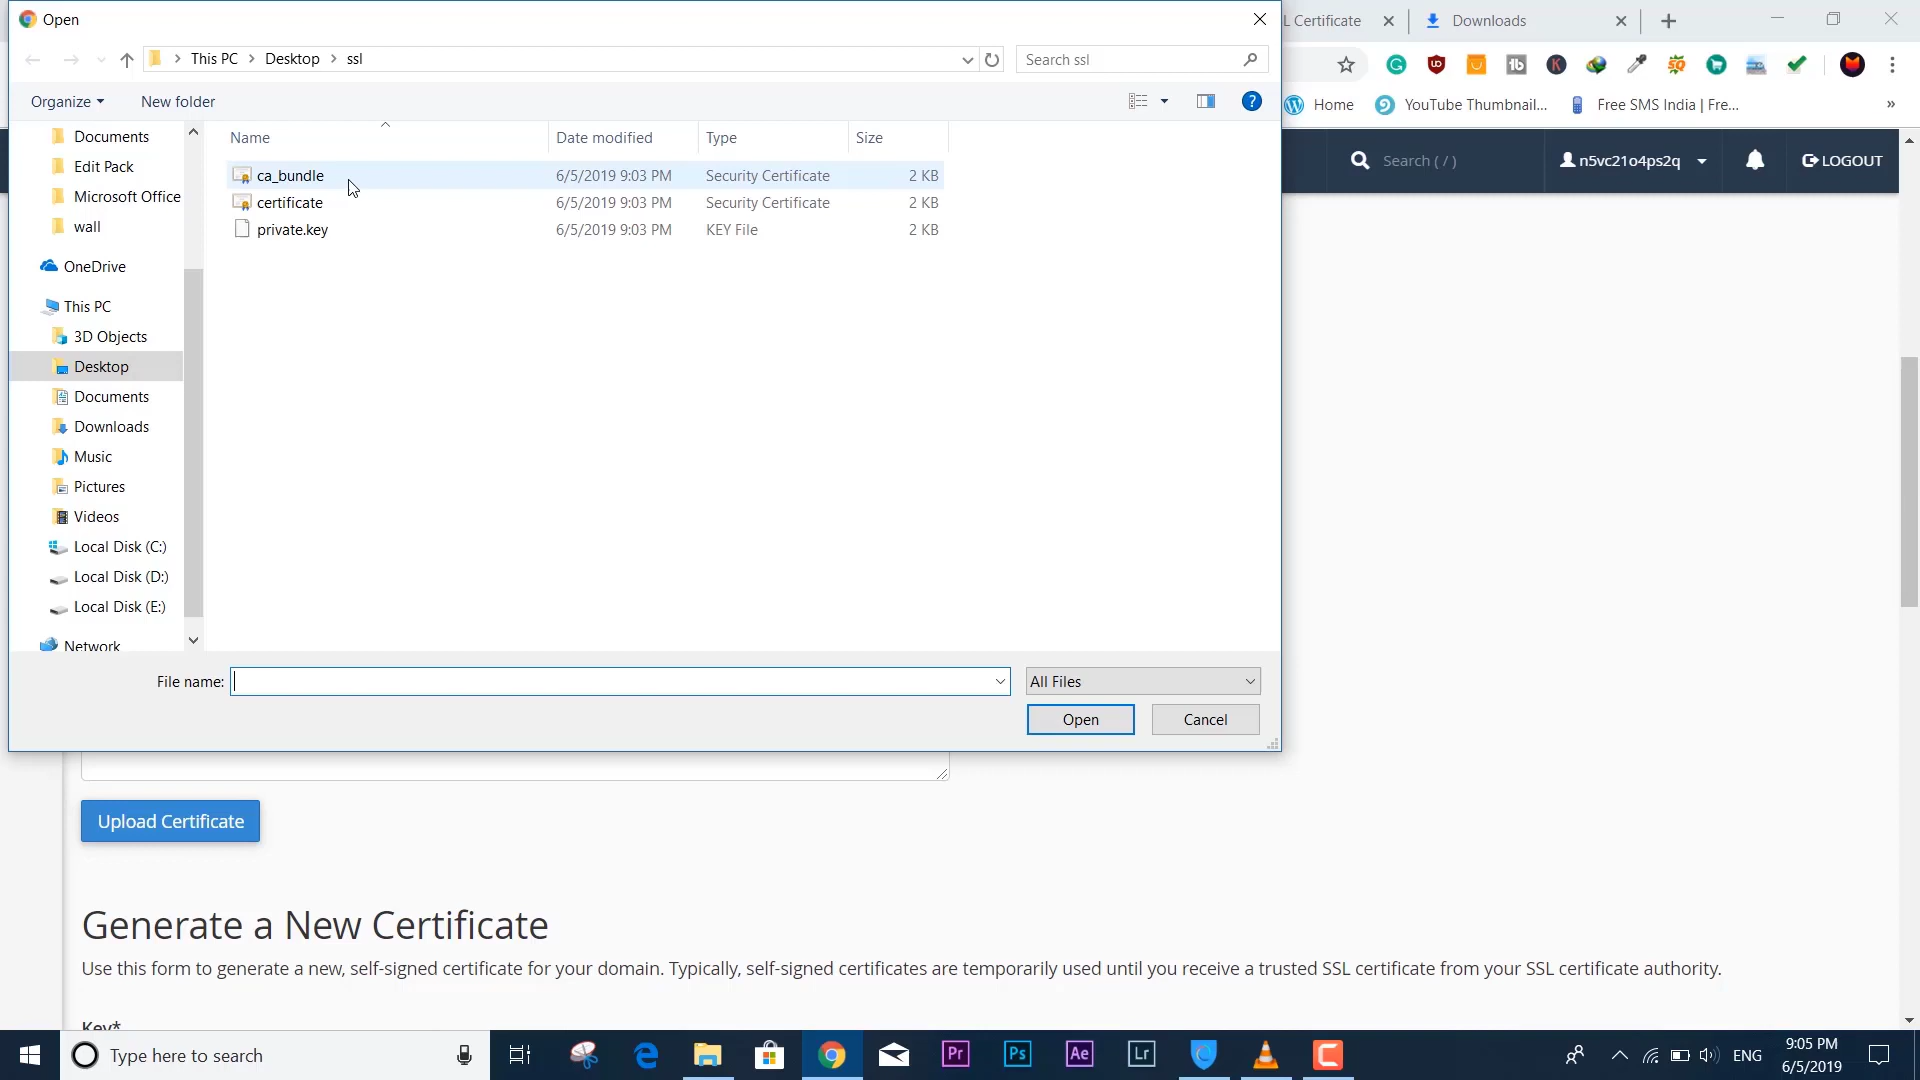 Open
L Certificate
Downloads
This PC
Desktop
ssl
Search ssl
Organize
New folder
Home
YouTube Thumbnail...
Free SMS India | Fre...
»
Name
Date modified
Type
Size
ca_bundle
6/5/2019 9:03 PM
Security Certificate
2 KB
certificate
6/5/2019 9:03 PM
Security Certificate
2 KB
private.key
6/5/2019 9:03 PM
KEY File
2 KB
Search ( / )
n5vc21o4ps2q
LOGOUT
Documents
Edit Pack
Microsoft Office
wall
OneDrive
This PC
3D Objects
Desktop
Documents
Downloads
Music
Pictures
Videos
Local Disk (C:)
Local Disk (D:)
Local Disk (E:)
Network
File name:
All Files
Open
Cancel
Upload Certificate
Generate a New Certificate
Use this form to generate a new, self-signed certificate for your domain. Typically, self-signed certificates are temporarily used until you receive a trusted SSL certificate from your SSL certificate authority.
Key*
Type here to search
Pr
Ps
Ae
Lr
ENG
9:05 PM
6/5/2019